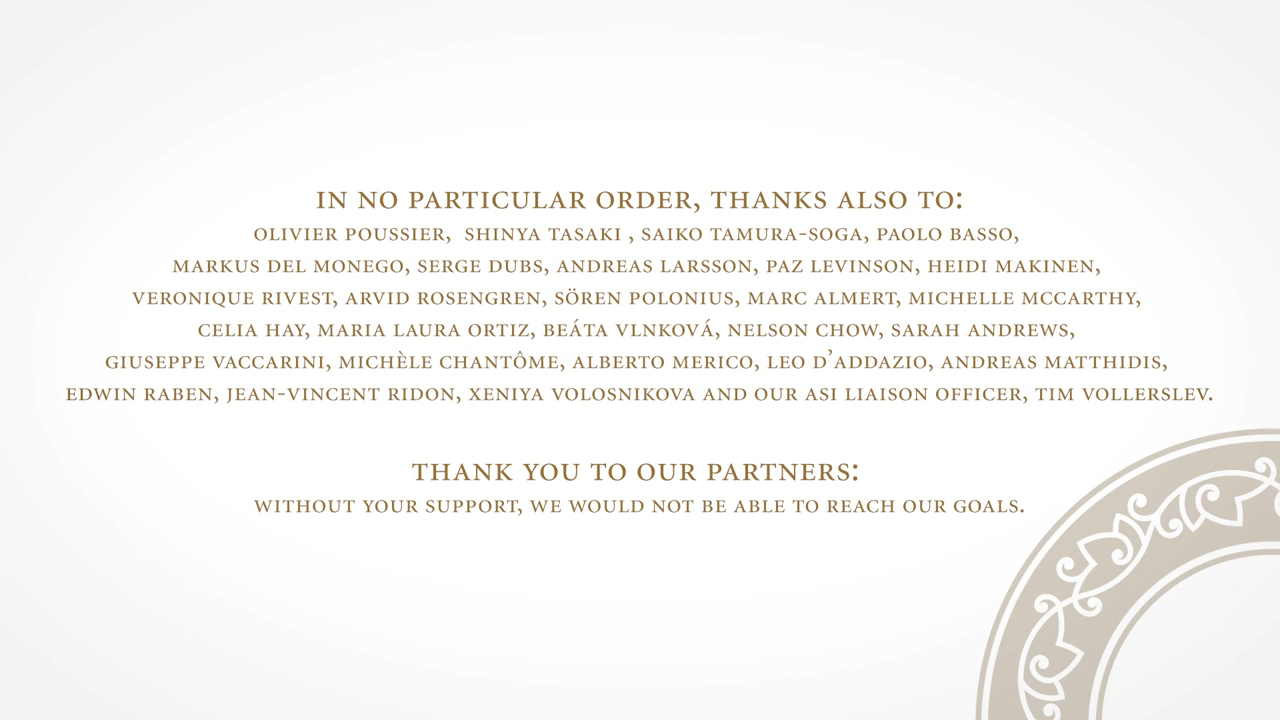 IN NO PARTICULAR ORDER, THANKS ALSO TO:
OLIVIER POUSSIER,  SHINYA TASAKI , SAIKO TAMURA-SOGA, PAOLO BASSO,
MARKUS DEL MONEGO, SERGE DUBS, ANDREAS LARSSON, PAZ LEVINSON, HEIDI MAKINEN,
VERONIQUE RIVEST, ARVID ROSENGREN, SÖREN POLONIUS, MARC ALMERT, MICHELLE MCCARTHY,
CELIA HAY, MARIA LAURA ORTIZ, BEÁTA VLNKOVÁ, NELSON CHOW, SARAH ANDREWS,
GIUSEPPE VACCARINI, MICHÈLE CHANTÔME, ALBERTO MERICO, LEO D’ADDAZIO, ANDREAS MATTHIDIS,
EDWIN RABEN, JEAN-VINCENT RIDON, XENIYA VOLOSNIKOVA AND OUR ASI LIAISON OFFICER, TIM VOLLERSLEV.
THANK YOU TO OUR PARTNERS:
WITHOUT YOUR SUPPORT, WE WOULD NOT BE ABLE TO REACH OUR GOALS.